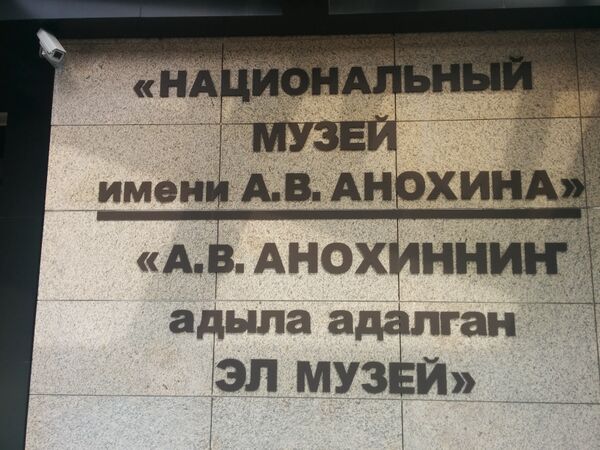 «НАЦИОНАЛЬНЫЙ
МУЗЕЙ
имени А.В. АНОХИНА»
«А.В. АНОХИННИҤ
адыла адалган
ЭЛ МУЗЕЙ»